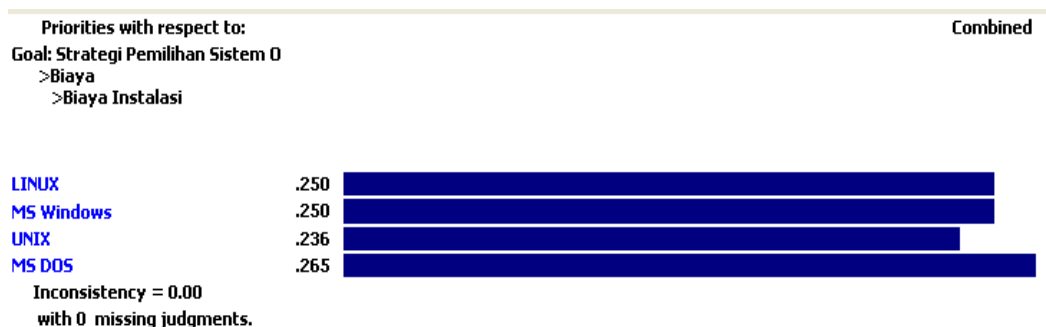 Priorities with respect to: Combined
Goal: Strategi Pemilihan Sistem O
>Biaya
>Biaya Instalasi
LINUX .250
MS Windows .250
UNIX .236
MS DOS .265
Inconsistency = 0.00
with 0 missing judgments.